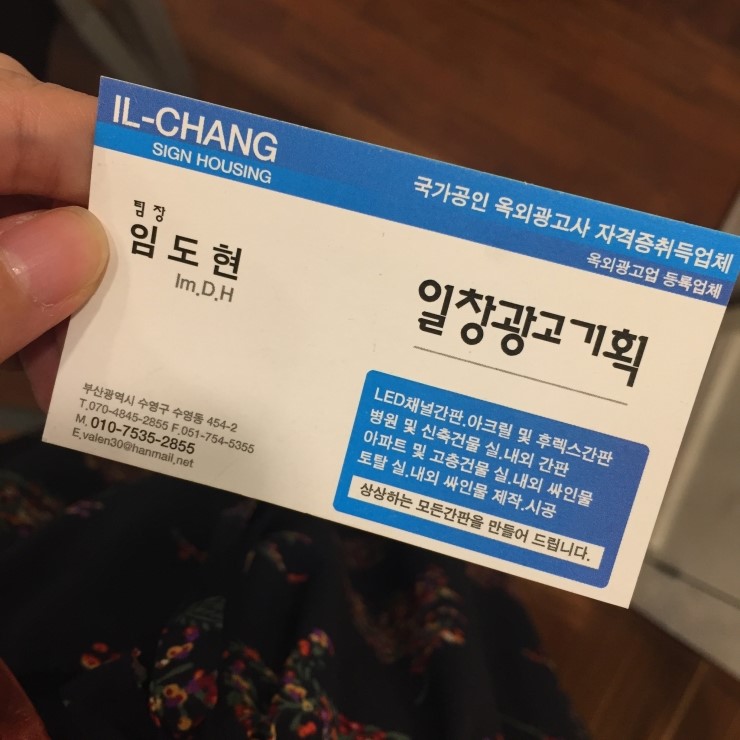 IL-CHANG
SIGN HOUSING
국가공인 옥외광고사 자격증취득업체
옥외광고업 등록업체
팀장
임도현
Im.D.H
일창광고기획
부산광역시 수영구 수영동 454-2
T.070-4845-2855 F.051-754-5355
M. 010-7535-2855
E.valen30@hanmail.net
LED채널간판.아크릴 및 후렉스간판
병원 및 신축건물 실.내외 간판
아파트 및 고층건물 실.내외 싸인물
토탈 실.내외 싸인물 제작.시공
상상하는 모든간판을 만들어 드립니다.